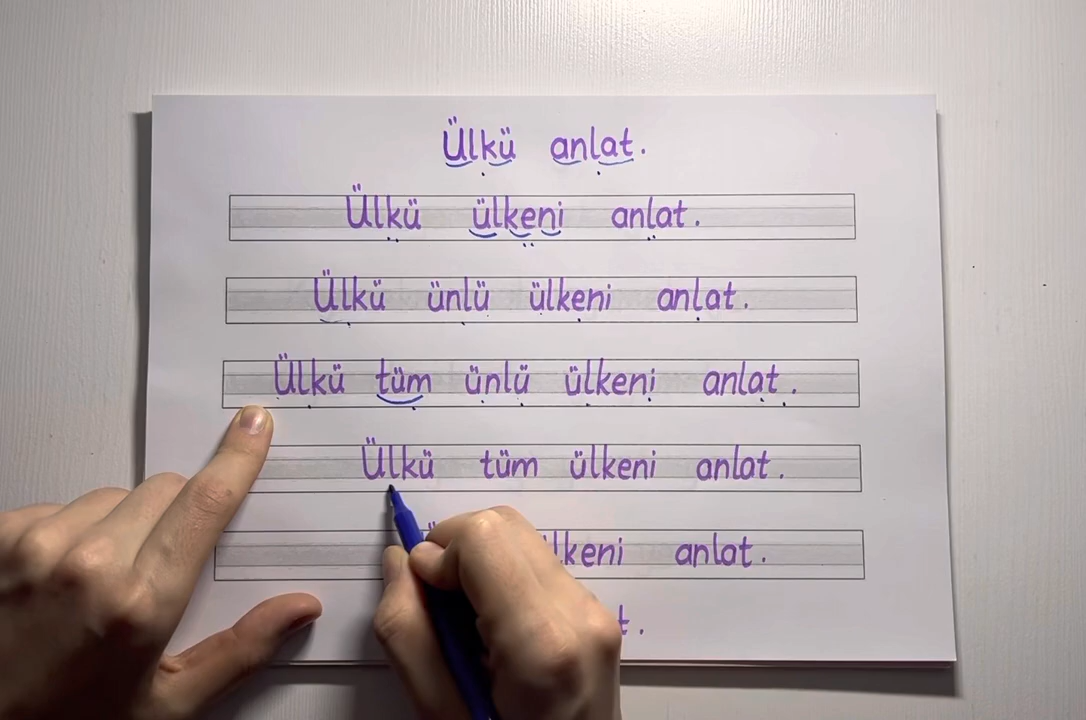 Ülkü anlat.
Ülkü ülkeni anlat.
Ülkü ünlü ülkeni anlat.
Ülkü tüm ünlü ülkeni anlat.
Ülkü tüm ülkeni anlat.
anlat.